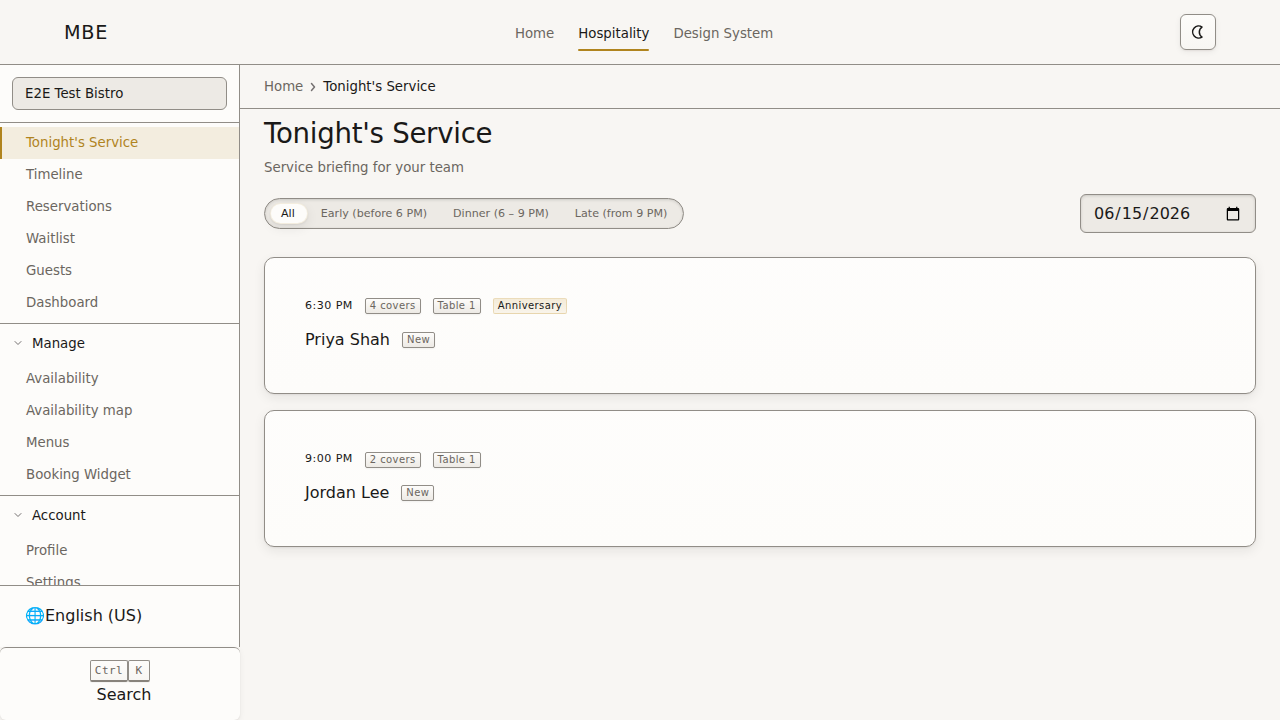 MBE
Home Hospitality Design System
E2E Test Bistro
Tonight's Service
Timeline
Reservations
Waitlist
Guests
Dashboard
Manage
Availability
Availability map
Menus
Booking Widget
Account
Profile
Settings
English (US)
Ctrl K
Search
Home Tonight's Service
Tonight's Service
Service briefing for your team
All Early (before 6 PM) Dinner (6 – 9 PM) Late (from 9 PM)
06/15/2026
6:30 PM 4 covers Table 1 Anniversary
Priya Shah New
9:00 PM 2 covers Table 1
Jordan Lee New